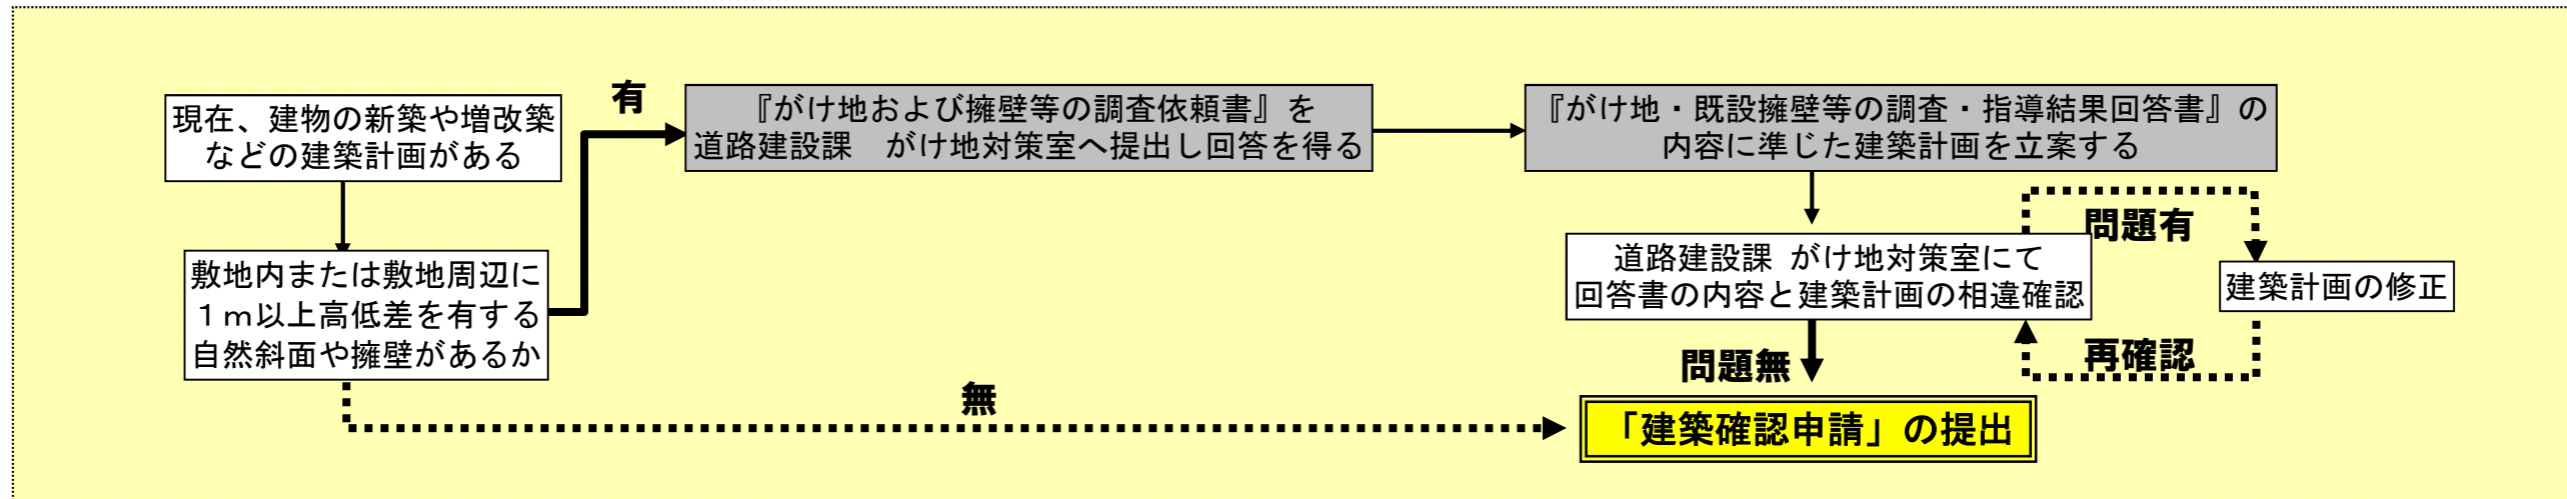 現在、建物の新築や増改築
などの建築計画がある
敷地内または敷地周辺に
１ｍ以上高低差を有する
自然斜面や擁壁があるか
有
『がけ地および擁壁等の調査依頼書』を
道路建設課　がけ地対策室へ提出し回答を得る
『がけ地・既設擁壁等の調査・指導結果回答書』の
内容に準じた建築計画を立案する
道路建設課 がけ地対策室にて
回答書の内容と建築計画の相違確認
問題有
建築計画の修正
再確認
問題無
無
「建築確認申請」の提出